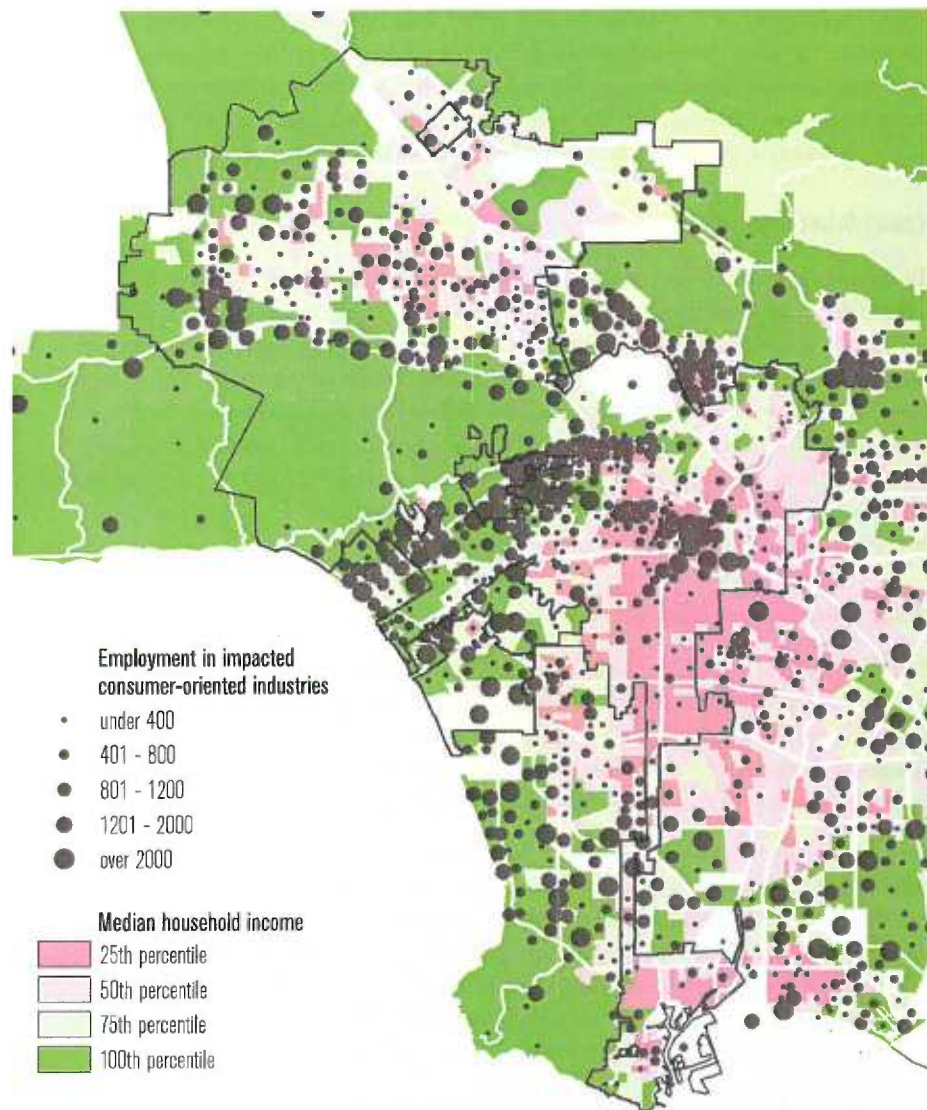 Employment in impacted
consumer-oriented industries
under 400
401 - 800
801 - 1200
1201 - 2000
over 2000
Median household income
25th percentile
50th percentile
75th percentile
100th percentile